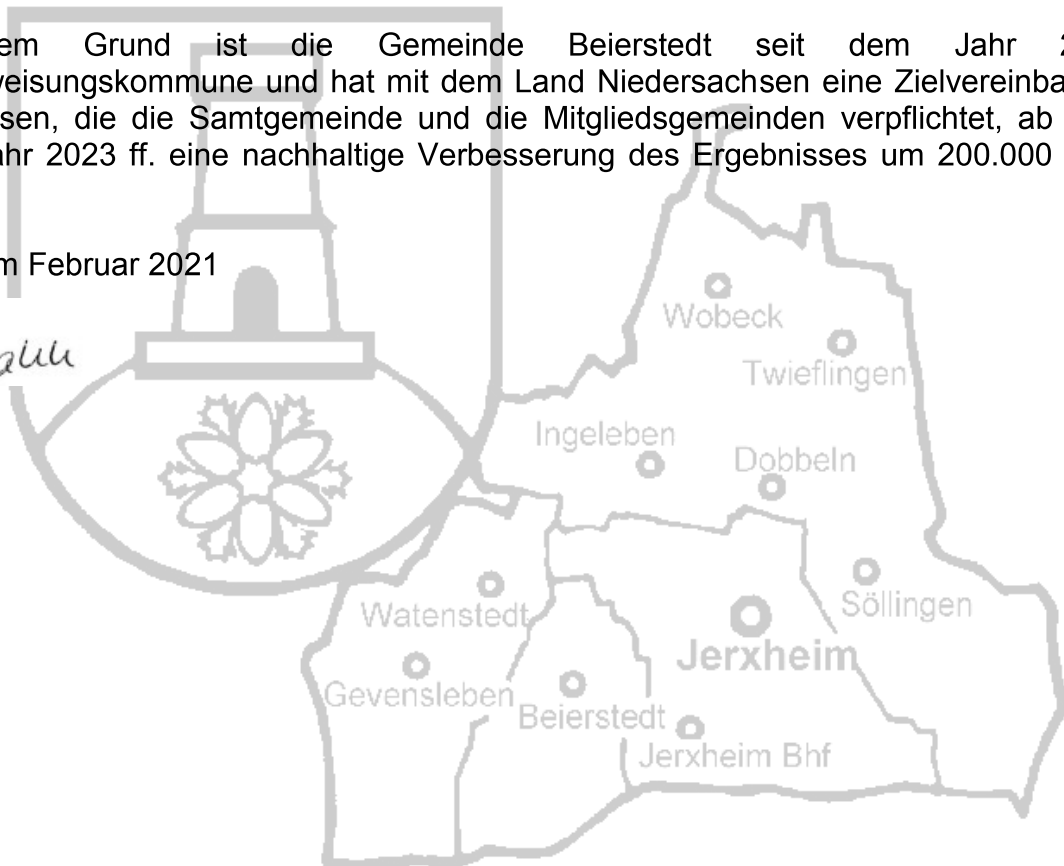 em Grund ist die Gemeinde Beierstedt seit dem Jahr 2
weisungskommune und hat mit dem Land Niedersachsen eine Zielvereinba
sen, die die Samtgemeinde und die Mitgliedsgemeinden verpflichtet, ab
ahr 2023 ff. eine nachhaltige Verbesserung des Ergebnisses um 200.000
m Februar 2021
Wobeck
Twieflingen
Ingeleben
Dobbeln
Söllingen
Watenstedt
Jerxheim
Gevensleben
Beierstedt
Jerxheim Bhf